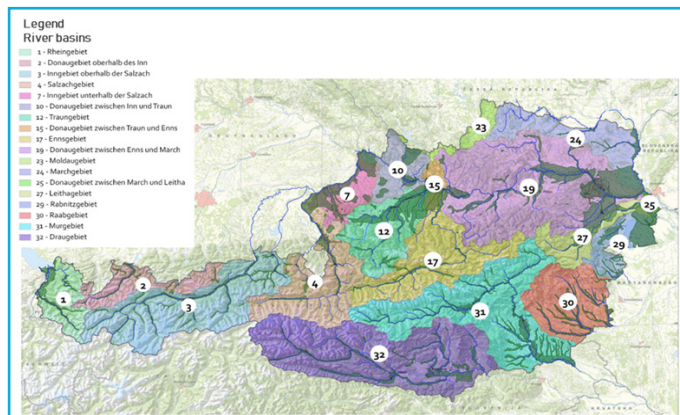 Legend
River basins
1 - Rheingebiet
2 - Donaugebiet oberhalb des Inn
3 - Inngebiet oberhalb der Salzach
4 - Salzachgebiet
7 - Inngebiet unterhalb der Salzach
10 - Donaugebiet zwischen Inn und Traun
12 - Traungebiet
15 - Donaugebiet zwischen Traun und Enns
17 - Ennsgebiet
19 - Donaugebiet zwischen Enns und March
23 - Moldaugebiet
24 - Marchgebiet
25 - Donaugebiet zwischen March und Leitha
27 - Leithagebiet
29 - Rabnitzgebiet
30 - Raabgebiet
31 - Murgebiet
32 - Draugebiet
23
24
10
7
15
19
25
12
27
29
17
4
2
1
3
30
31
32